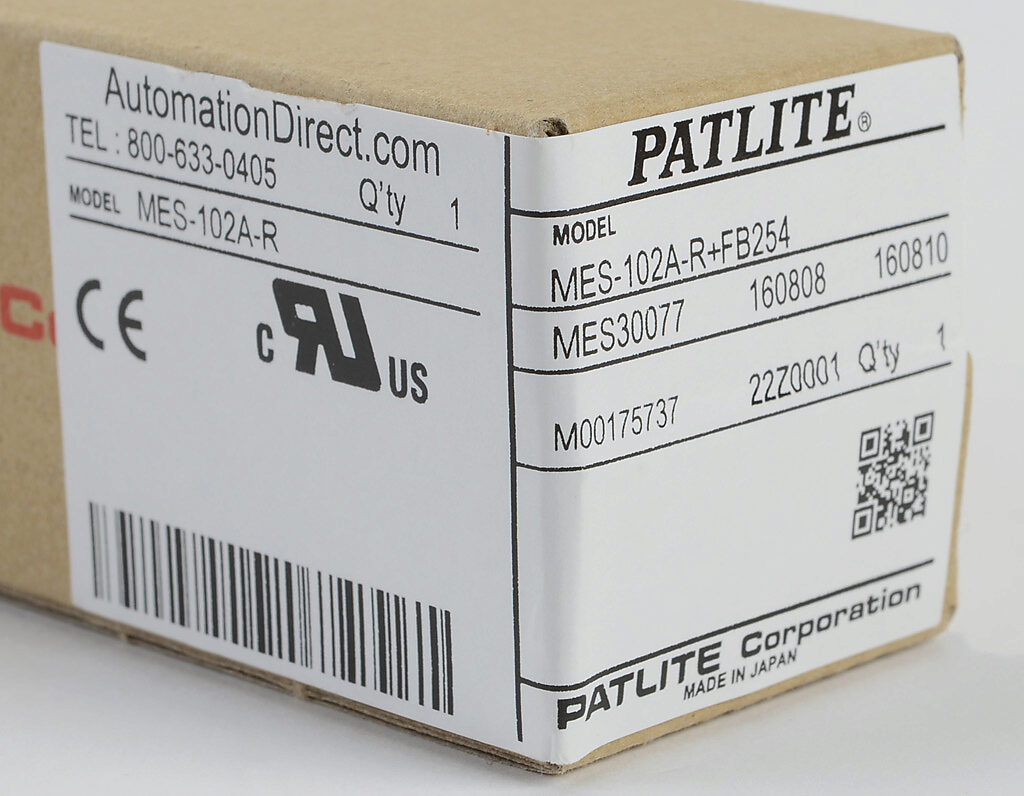 AutomationDirect.com
TEL : 800-633-0405
Q'ty 1
MODEL MES-102A-R
CE
C RU US
PATLITE®
MODEL
MES-102A-R+FB254
MES30077 160808 160810
M00175737 22Z0001 Q'ty 1
PATLITE Corporation
MADE IN JAPAN